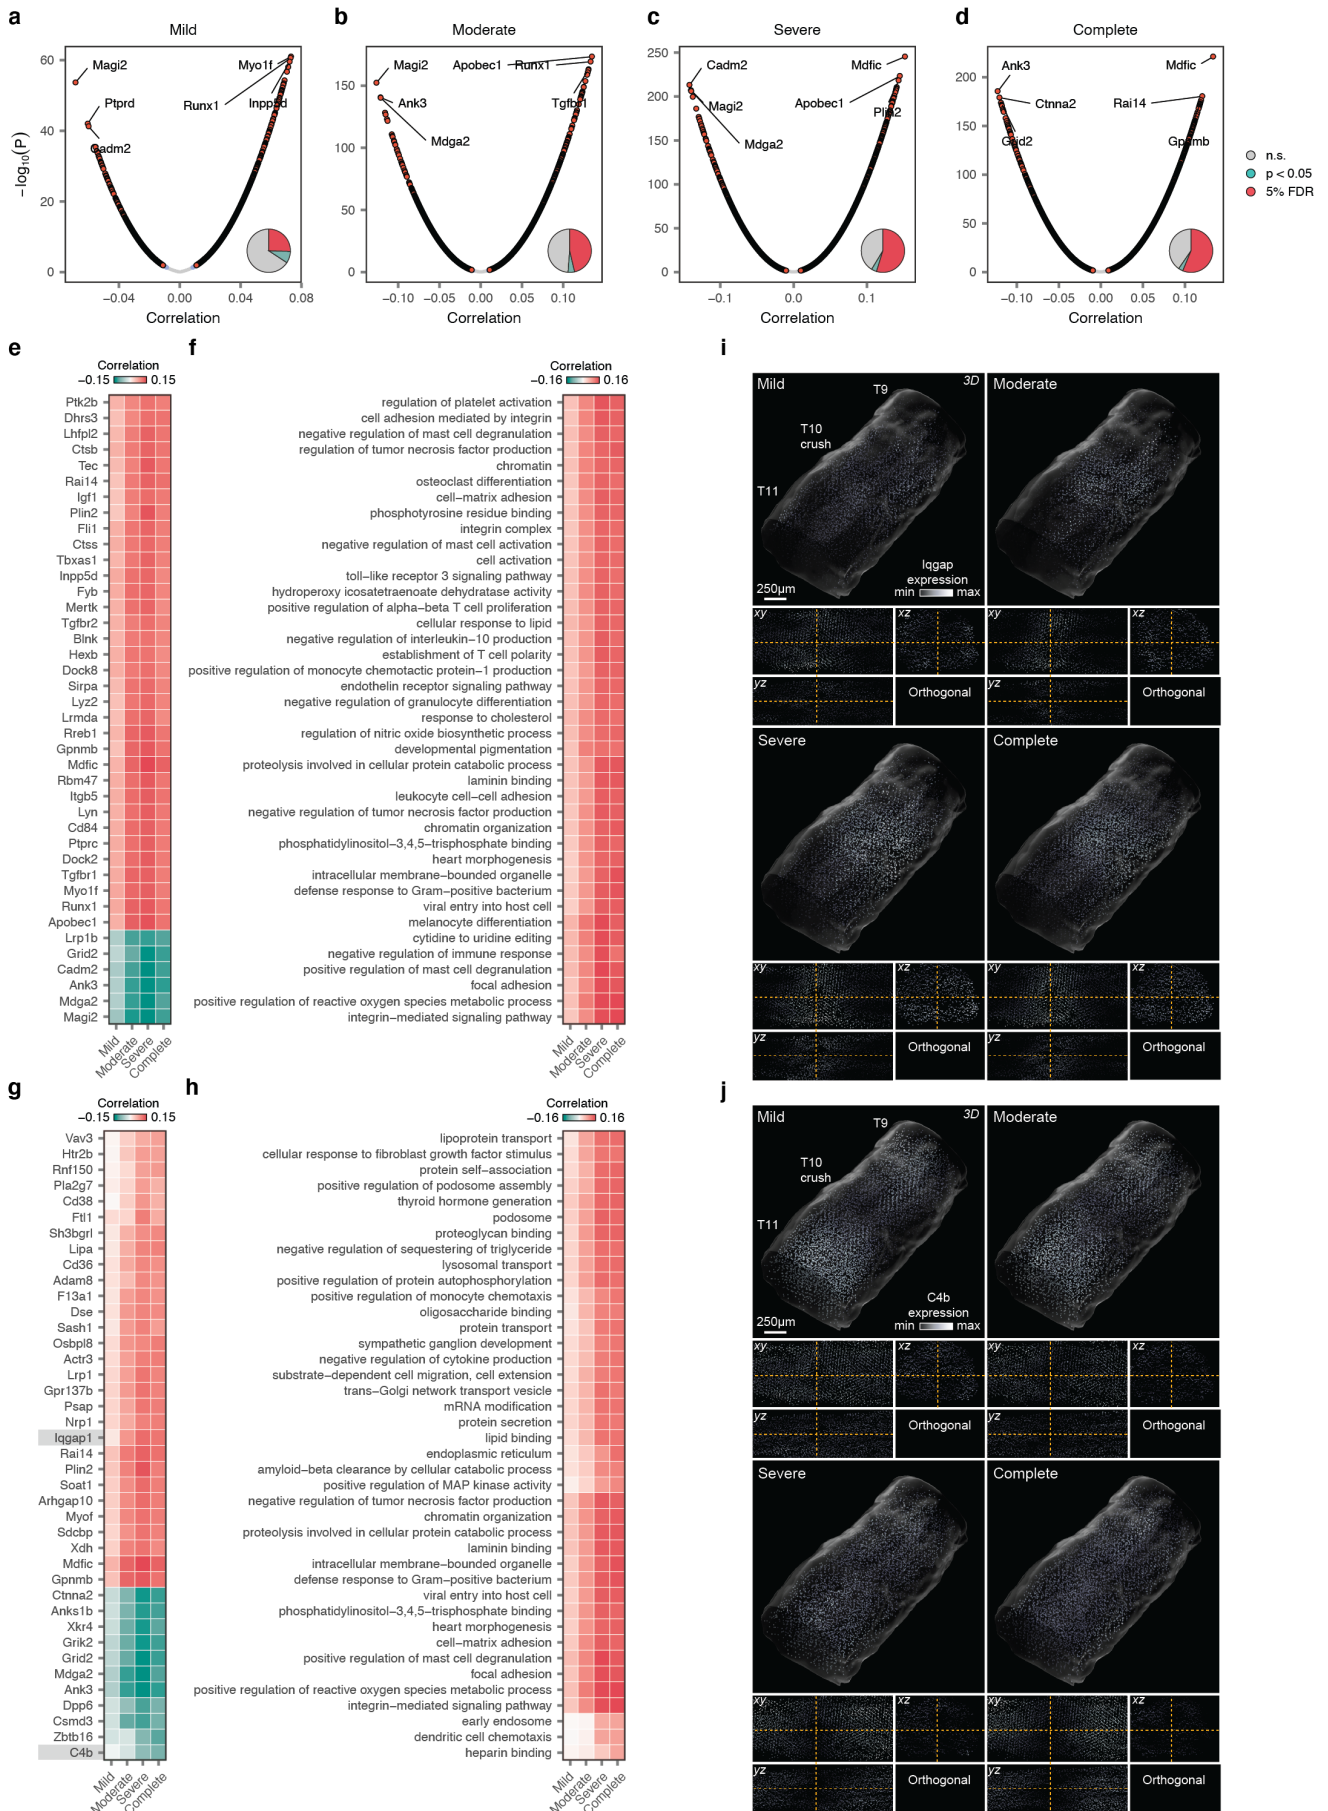 a
Mild
−log10(P)
60
40
20
0
−0.04
0.00
0.04
0.08
Correlation
Magi2
Ptprd
Cadm2
Myo1f
Runx1
Inpp5d
b
Moderate
150
100
50
0
−0.10
−0.05
0.00
0.05
0.10
Correlation
Magi2
Ank3
Mdga2
Apobec1
Runx1
Tgfbr1
c
Severe
250
200
150
100
50
0
−0.1
0.0
0.1
Correlation
Cadm2
Magi2
Mdga2
Mdfic
Apobec1
Plin2
d
Complete
200
150
100
50
0
−0.10
−0.05
0.00
0.05
0.10
Correlation
Ank3
Ctnna2
Grid2
Mdfic
Rai14
Gpnmb
n.s.
p < 0.05
5% FDR
e
Correlation
−0.15 0.15
Ptk2b
Dhrs3
Lhfpl2
Ctsb
Tec
Rai14
Igf1
Plin2
Fli1
Ctss
Tbxas1
Inpp5d
Fyb
Mertk
Tgfbr2
Blnk
Hexb
Dock8
Sirpa
Lyz2
Lrmda
Rreb1
Gpnmb
Mdfic
Rbm47
Itgb5
Lyn
Cd84
Ptprc
Dock2
Tgfbr1
Myo1f
Runx1
Apobec1
Lrp1b
Grid2
Cadm2
Ank3
Mdga2
Magi2
Mild
Moderate
Severe
Complete
f
Correlation
−0.16 0.16
regulation of platelet activation
cell adhesion mediated by integrin
negative regulation of mast cell degranulation
regulation of tumor necrosis factor production
chromatin
osteoclast differentiation
cell−matrix adhesion
phosphotyrosine residue binding
integrin complex
negative regulation of mast cell activation
cell activation
toll−like receptor 3 signaling pathway
hydroperoxy icosatetraenoate dehydratase activity
positive regulation of alpha−beta T cell proliferation
cellular response to lipid
negative regulation of interleukin−10 production
establishment of T cell polarity
positive regulation of monocyte chemotactic protein−1 production
endothelin receptor signaling pathway
negative regulation of granulocyte differentiation
response to cholesterol
regulation of nitric oxide biosynthetic process
developmental pigmentation
proteolysis involved in cellular protein catabolic process
laminin binding
leukocyte cell−cell adhesion
negative regulation of tumor necrosis factor production
chromatin organization
phosphatidylinositol−3,4,5−trisphosphate binding
heart morphogenesis
intracellular membrane−bounded organelle
defense response to Gram−positive bacterium
viral entry into host cell
melanocyte differentiation
cytidine to uridine editing
negative regulation of immune response
positive regulation of mast cell degranulation
focal adhesion
positive regulation of reactive oxygen species metabolic process
integrin−mediated signaling pathway
Mild
Moderate
Severe
Complete
g
Correlation
−0.15 0.15
Vav3
Htr2b
Rnf150
Pla2g7
Cd38
Ftl1
Sh3bgrl
Lipa
Cd36
Adam8
F13a1
Dse
Sash1
Osbpl8
Actr3
Lrp1
Gpr137b
Psap
Nrp1
Iqgap1
Rai14
Plin2
Soat1
Arhgap10
Myof
Sdcbp
Xdh
Mdfic
Gpnmb
Ctnna2
Anks1b
Xkr4
Grik2
Grid2
Mdga2
Ank3
Dpp6
Csmd3
Zbtb16
C4b
Mild
Moderate
Severe
Complete
h
Correlation
−0.16 0.16
lipoprotein transport
cellular response to fibroblast growth factor stimulus
protein self−association
positive regulation of podosome assembly
thyroid hormone generation
podosome
proteoglycan binding
negative regulation of sequestering of triglyceride
lysosomal transport
positive regulation of protein autophosphorylation
positive regulation of monocyte chemotaxis
oligosaccharide binding
protein transport
sympathetic ganglion development
negative regulation of cytokine production
substrate−dependent cell migration, cell extension
trans−Golgi network transport vesicle
mRNA modification
protein secretion
lipid binding
endoplasmic reticulum
amyloid−beta clearance by cellular catabolic process
positive regulation of MAP kinase activity
negative regulation of tumor necrosis factor production
chromatin organization
proteolysis involved in cellular protein catabolic process
laminin binding
intracellular membrane−bounded organelle
defense response to Gram−positive bacterium
viral entry into host cell
phosphatidylinositol−3,4,5−trisphosphate binding
heart morphogenesis
cell−matrix adhesion
positive regulation of mast cell degranulation
focal adhesion
positive regulation of reactive oxygen species metabolic process
integrin−mediated signaling pathway
early endosome
dendritic cell chemotaxis
heparin binding
Mild
Moderate
Severe
Complete
i
Mild
3D
T9
T10
crush
T11
Iqgap
expression
min max
250µm
xy
xz
yz
Orthogonal
Moderate
xy
xz
yz
Orthogonal
Severe
xy
xz
yz
Orthogonal
Complete
xy
xz
yz
Orthogonal
j
Mild
3D
T9
T10
crush
T11
C4b
expression
min max
250µm
xy
xz
yz
Orthogonal
Moderate
xy
xz
yz
Orthogonal
Severe
xy
xz
yz
Orthogonal
Complete
xy
xz
yz
Orthogonal